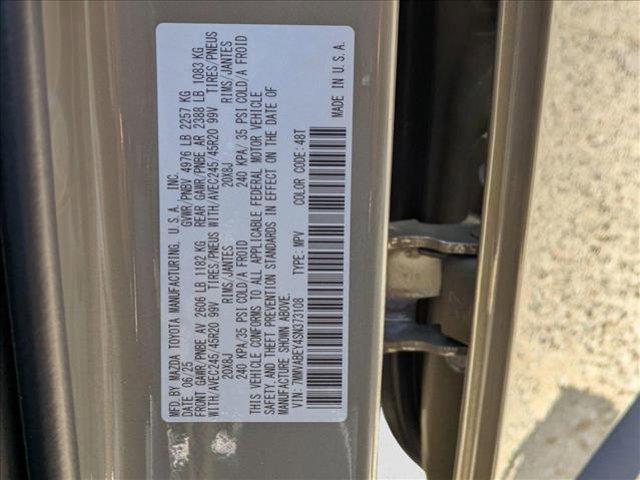 MFD. BY MAZDA TOYOTA MANUFACTURING, U.S.A., INC.
DATE 06/25 GVWR/PNBV 4976 LB 2257 KG
FRONT GAWR/PNBE AV 2606 LB 1182 KG REAR GAWR/PNBE AR 2388 LB 1083 KG
WITH/AVEC245/45R20 99V TIRES/PNEUS WITH/AVEC245/45R20 99V TIRES/PNEUS
20X8J RIMS/JANTES 20X8J RIMS/JANTES
240 KPA/35 PSI COLD/A FROID 240 KPA/ 35 PSI COLD/A FROID
THIS VEHICLE CONFORMS TO ALL APPLICABLE FEDERAL MOTOR VEHICLE
SAFETY, AND THEFT PREVENTION STANDARDS IN EFFECT ON THE DATE OF
MANUFACTURE SHOWN ABOVE.
VIN: 7MMVABEY4SN373108 TYPE: MPV COLOR CODE: 48T
MADE IN U.S.A.